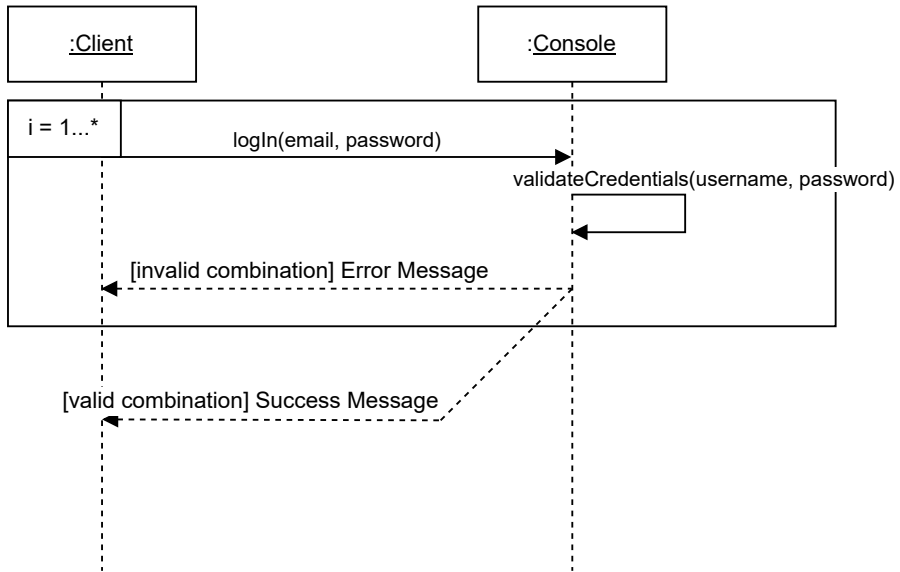 :Client
:Console
i = 1...*
logIn(email, password)
validateCredentials(username, password)
[invalid combination] Error Message
[valid combination] Success Message